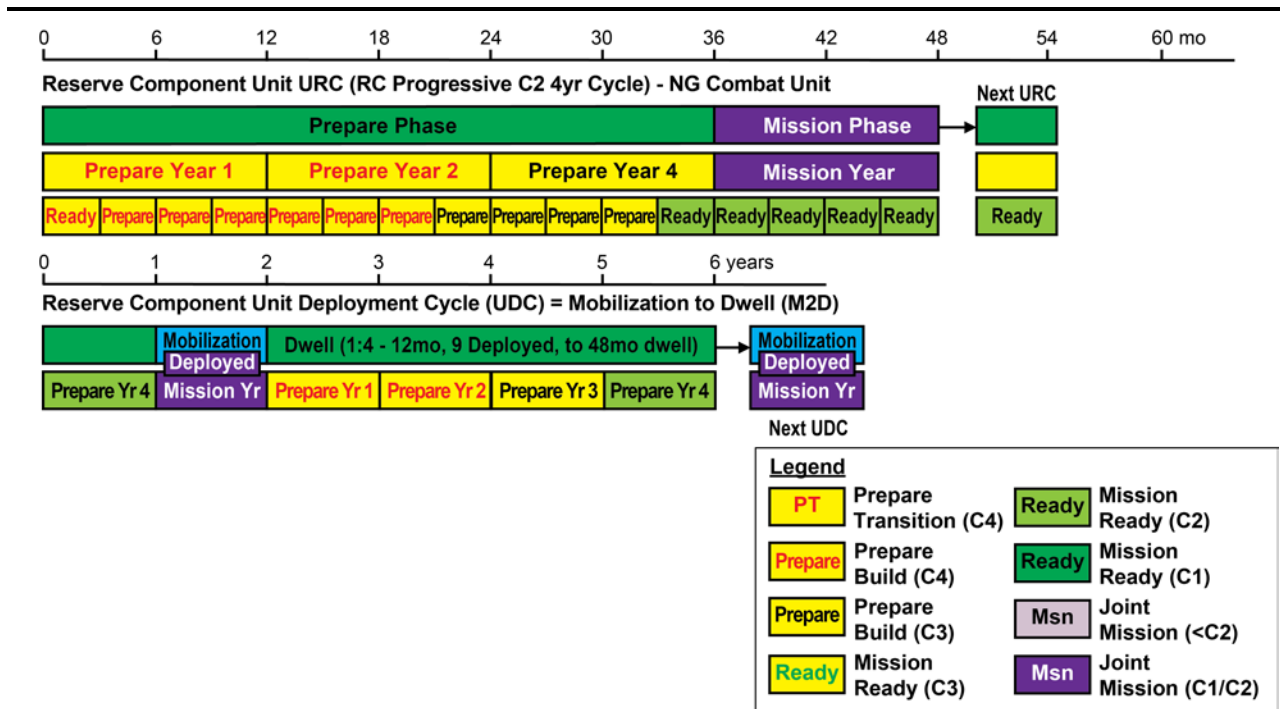 0 6 12 18 24 30 36 42 48 54 60 mo
Reserve Component Unit URC (RC Progressive C2 4yr Cycle) - NG Combat Unit
Next URC
Prepare Phase Mission Phase
Prepare Year 1 Prepare Year 2 Prepare Year 4 Mission Year
Ready Prepare Prepare Prepare Prepare Prepare Prepare Prepare Prepare Prepare Prepare Ready Ready Ready Ready Ready Ready
0 1 2 3 4 5 6 years
Reserve Component Unit Deployment Cycle (UDC) = Mobilization to Dwell (M2D)
Mobilization Dwell (1:4 - 12mo, 9 Deployed, to 48mo dwell) Mobilization
Deployed Deployed
Prepare Yr 4 Mission Yr Prepare Yr 1 Prepare Yr 2 Prepare Yr 3 Prepare Yr 4 Mission Yr
Next UDC
Legend
PT Prepare
Transition (C4)
Prepare Prepare
Build (C4)
Prepare Prepare
Build (C3)
Ready Mission
Ready (C3)
Ready Mission
Ready (C2)
Ready Mission
Ready (C1)
Msn Joint
Mission (<C2)
Msn Joint
Mission (C1/C2)